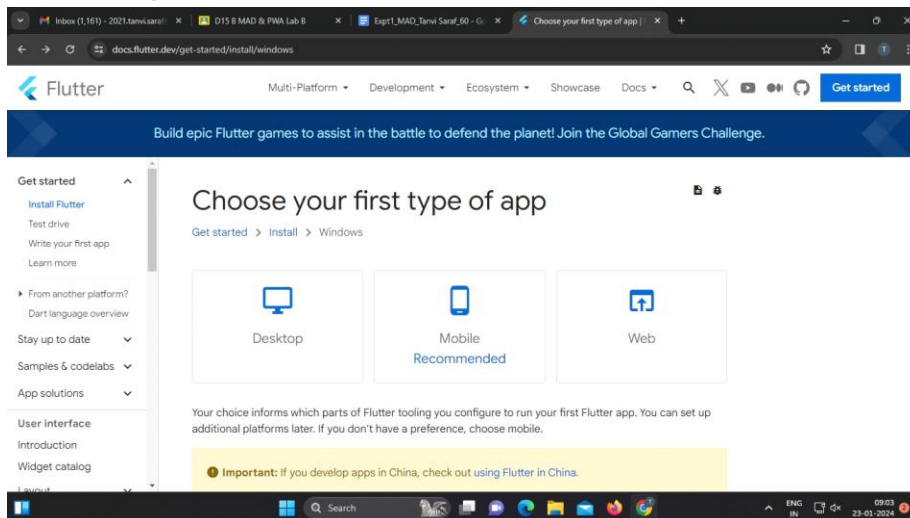 Inbox (1,161) - 2021.tanvi.saraf
D15 B MAD & PWA Lab B
Expt1_MAD_Tanvi Saraf_60 - Go
Choose your first type of app |
docs.flutter.dev/get-started/install/windows
T
Flutter
Multi-Platform
Development
Ecosystem
Showcase
Docs
Get started
Build epic Flutter games to assist in the battle to defend the planet! Join the Global Gamers Challenge.
Get started
Install Flutter
Test drive
Write your first app
Learn more
From another platform?
Dart language overview
Stay up to date
Samples & codelabs
App solutions
User interface
Introduction
Widget catalog
Layout
Choose your first type of app
Get started > Install > Windows
Desktop
Mobile
Recommended
Web
Your choice informs which parts of Flutter tooling you configure to run your first Flutter app. You can set up
additional platforms later. If you don't have a preference, choose mobile.
Important: If you develop apps in China, check out using Flutter in China.
Search
ENG
IN
09:03
23-01-2024